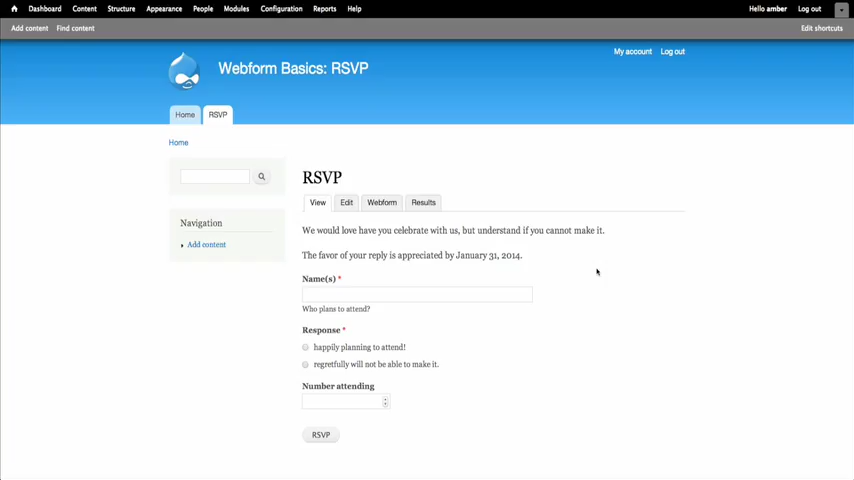 Dashboard Content Structure Appearance People Modules Configuration Reports Help Hello amber Log out
Add content Find content Edit shortcuts
My account Log out
Webform Basics: RSVP
Home RSVP
Home
RSVP
View Edit Webform Results
Navigation
Add content
We would love have you celebrate with us, but understand if you cannot make it.
The favor of your reply is appreciated by January 31, 2014.
Name(s) *
Who plans to attend?
Response *
happily planning to attend!
regretfully will not be able to make it.
Number attending
RSVP